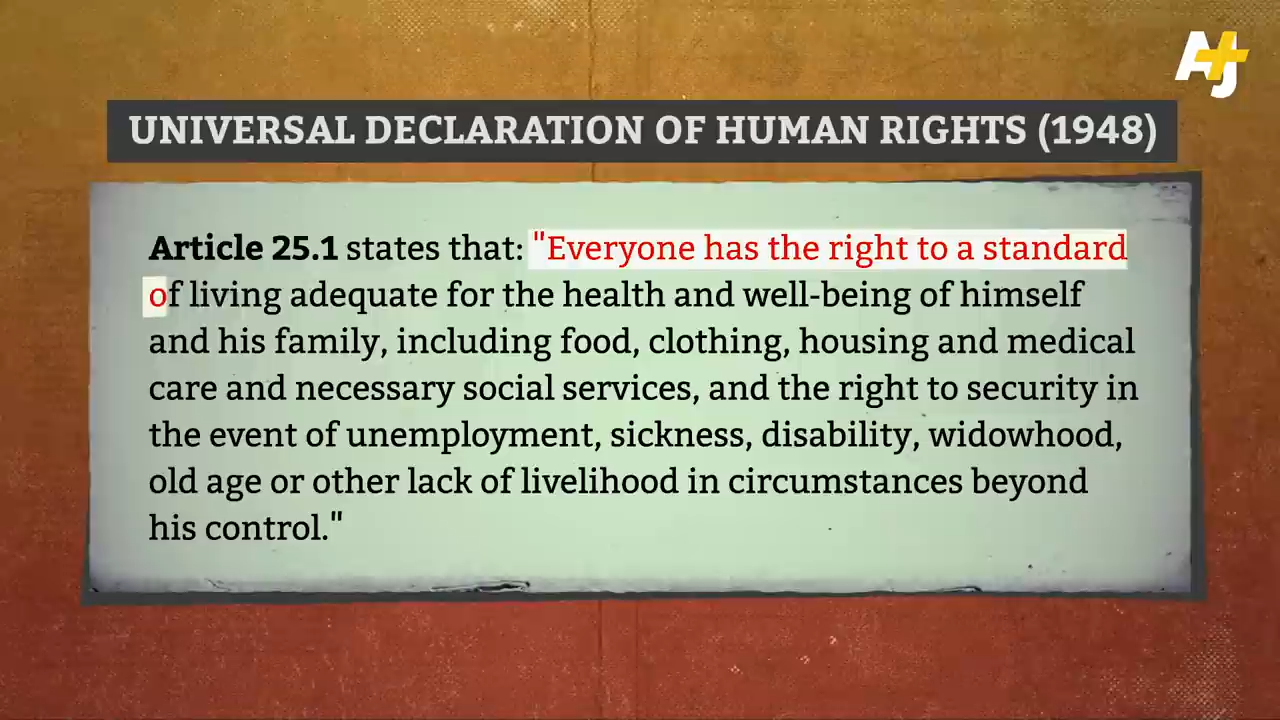 AJ+
UNIVERSAL DECLARATION OF HUMAN RIGHTS (1948)
Article 25.1 states that: "Everyone has the right to a standard
of living adequate for the health and well-being of himself
and his family, including food, clothing, housing and medical
care and necessary social services, and the right to security in
the event of unemployment, sickness, disability, widowhood,
old age or other lack of livelihood in circumstances beyond
his control."